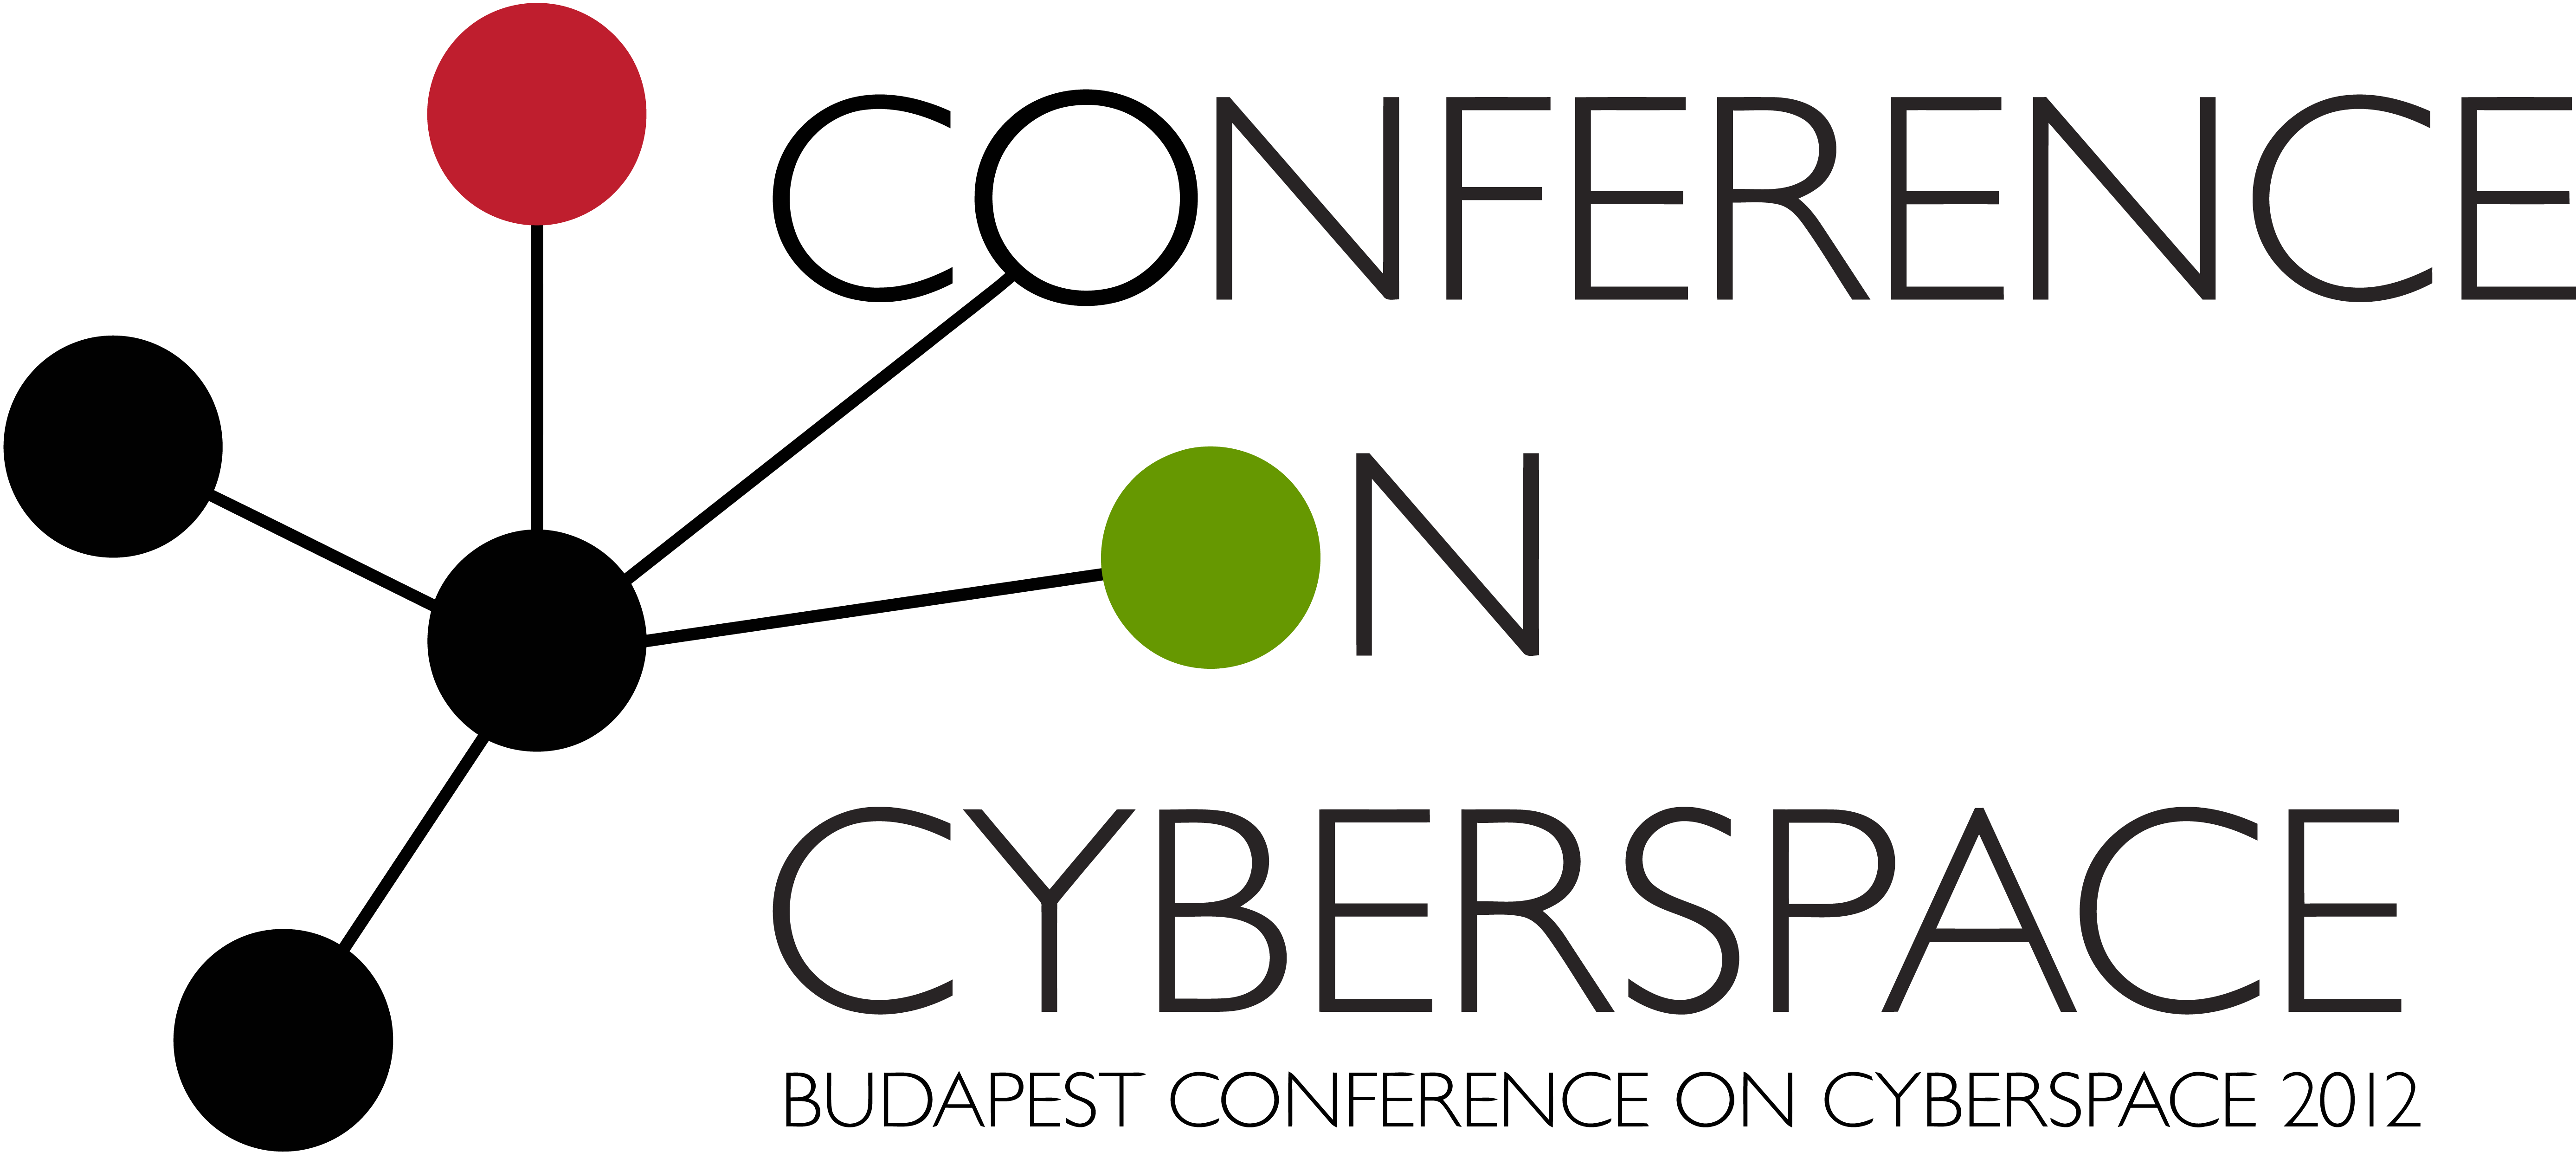 CONFERENCE
ON
CYBERSPACE
BUDAPEST CONFERENCE ON CYBERSPACE 2012